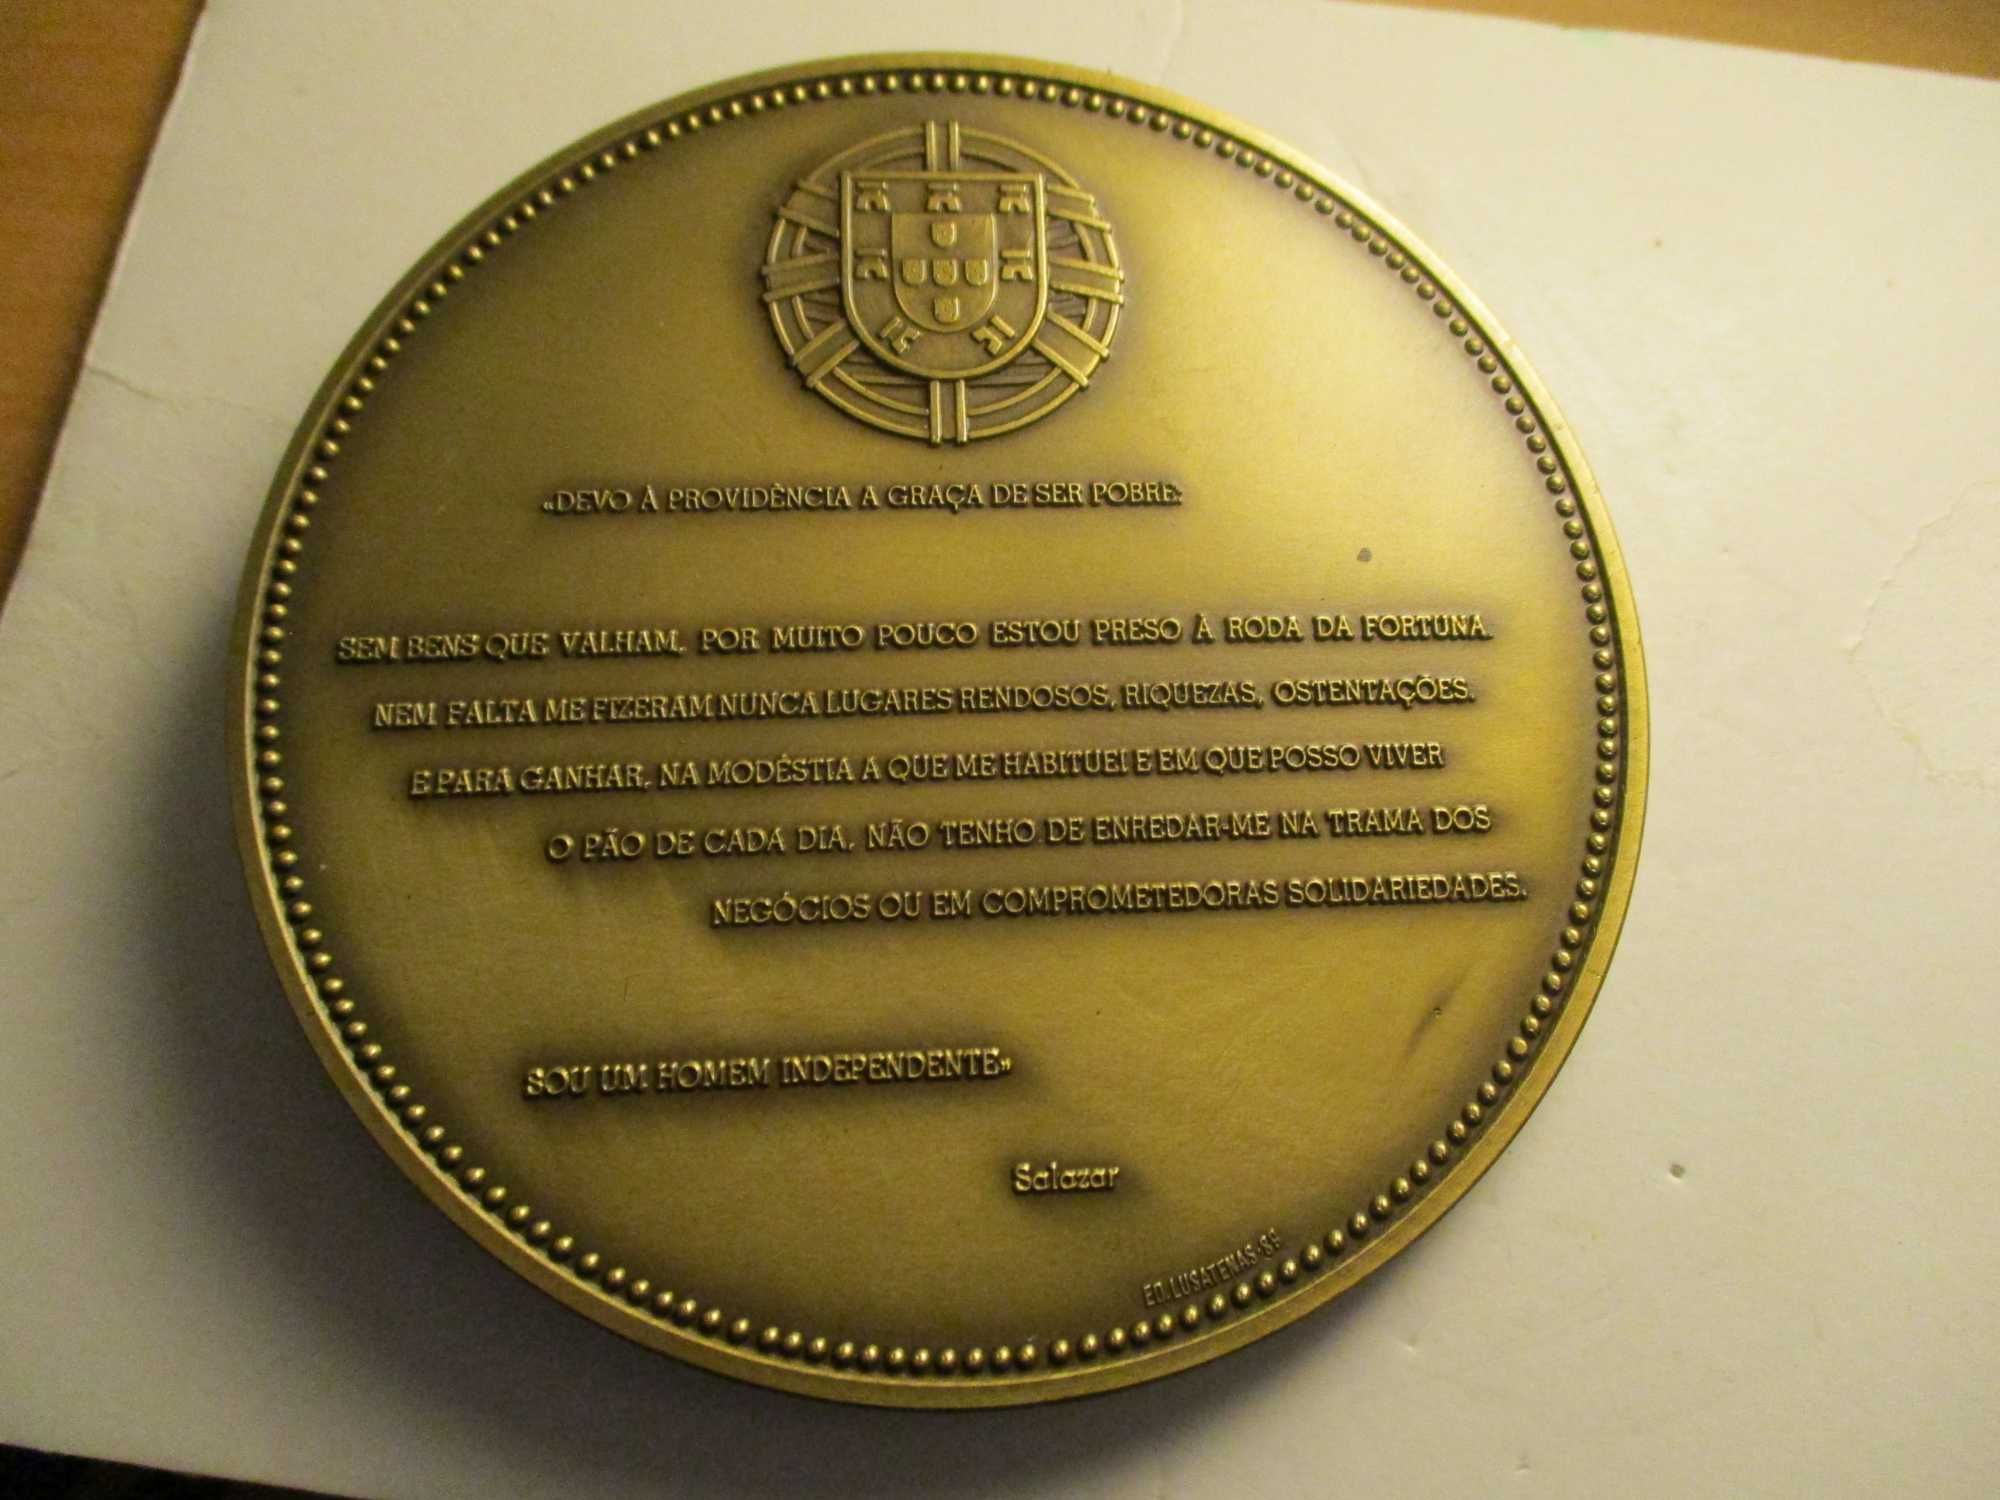 «DEVO À PROVIDÊNCIA A GRAÇA DE SER POBRE:
SEM BENS QUE VALHAM, POR MUITO POUCO ESTOU PRESO À RODA DA FORTUNA.
NEM FALTA ME FIZERAM NUNCA LUGARES RENDOSOS, RIQUEZAS, OSTENTAÇÕES.
E PARA GANHAR, NA MODÉSTIA A QUE ME HABITUEI E EM QUE POSSO VIVER
O PÃO DE CADA DIA, NÃO TENHO DE ENREDAR-ME NA TRAMA DOS
NEGÓCIOS OU EM COMPROMETEDORAS SOLIDARIEDADES.
SOU UM HOMEM INDEPENDENTE»
Salazar
ED. LUSATENAS-89